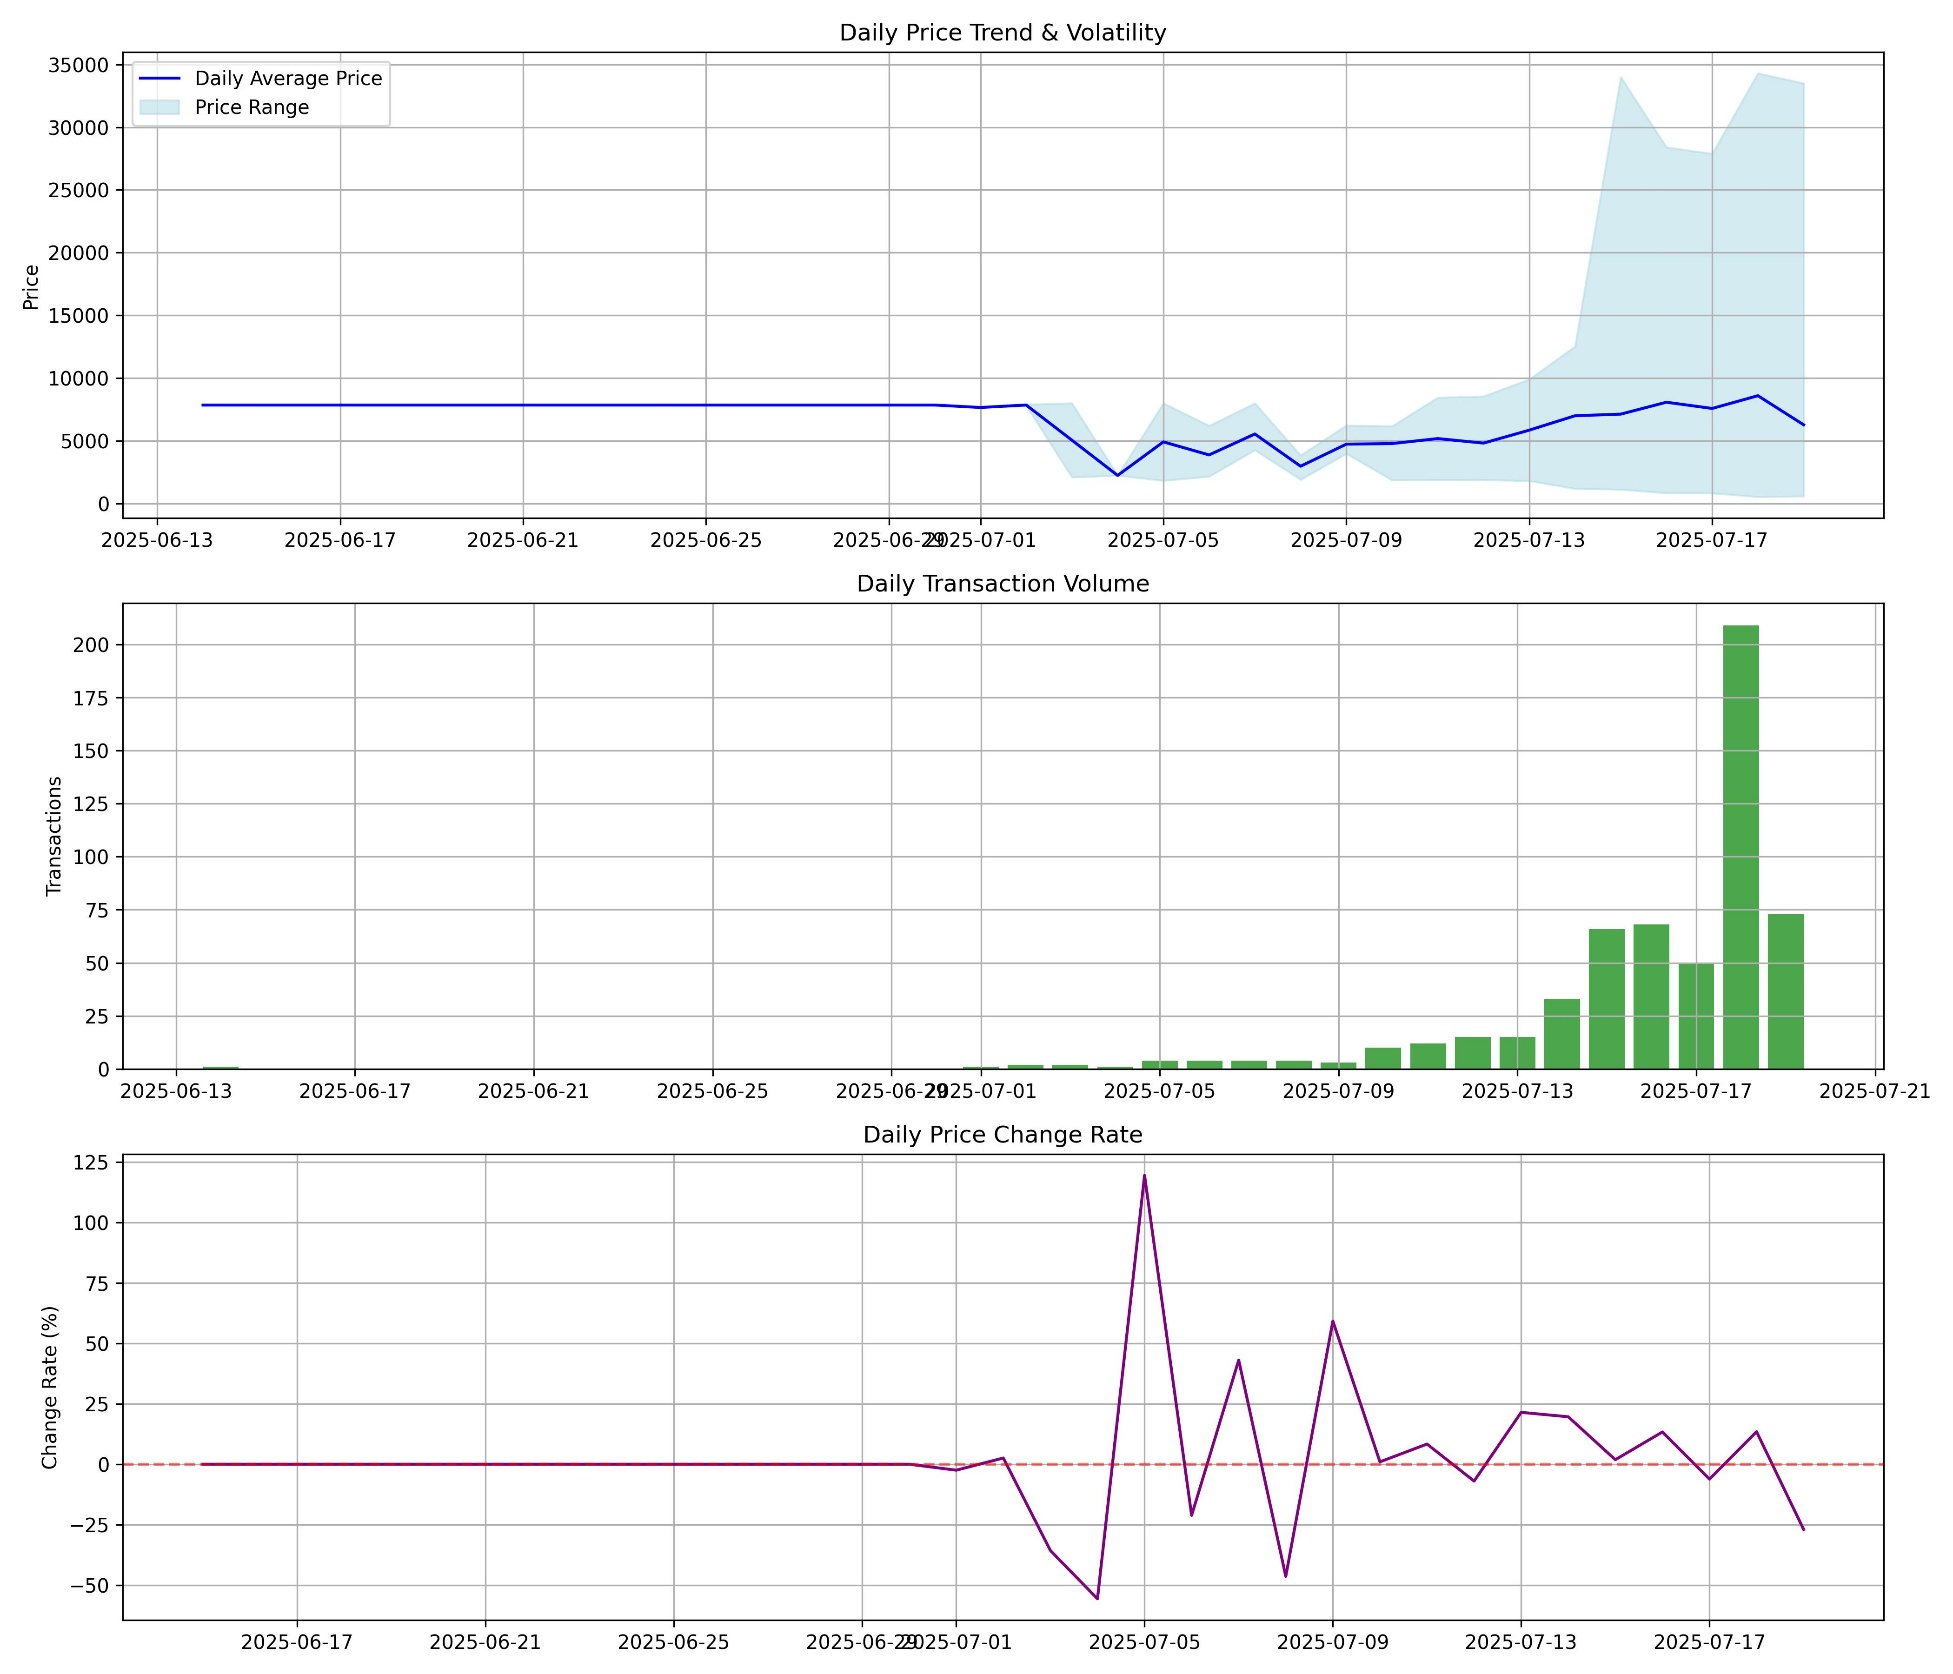 Daily Price Trend & Volatility
Daily Average Price
Price Range
Price
35000
30000
25000
20000
15000
10000
5000
0
2025-06-13 2025-06-17 2025-06-21 2025-06-25 2025-06-29 2025-07-01 2025-07-05 2025-07-09 2025-07-13 2025-07-17
Daily Transaction Volume
Transactions
200
175
150
125
100
75
50
25
0
2025-06-13 2025-06-17 2025-06-21 2025-06-25 2025-06-29 2025-07-01 2025-07-05 2025-07-09 2025-07-13 2025-07-17 2025-07-21
Daily Price Change Rate
Change Rate (%)
125
100
75
50
25
0
−25
−50
2025-06-17 2025-06-21 2025-06-25 2025-06-29 2025-07-01 2025-07-05 2025-07-09 2025-07-13 2025-07-17